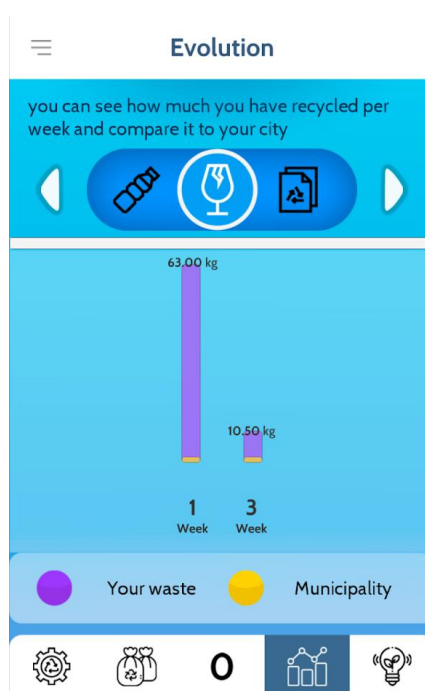 Evolution
you can see how much you have recycled per
week and compare it to your city
63.00 kg
10.50 kg
1
Week
3
Week
Your waste
Municipality
0